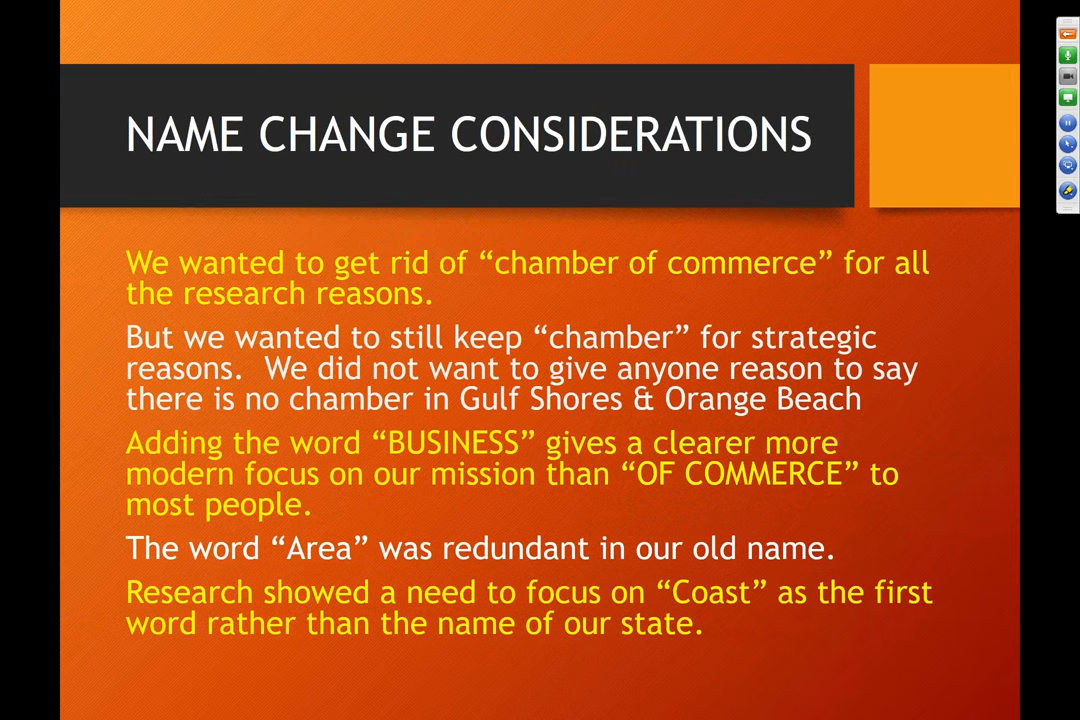 NAME CHANGE CONSIDERATIONS
We wanted to get rid of “chamber of commerce” for all
the research reasons.
But we wanted to still keep “chamber” for strategic
reasons.  We did not want to give anyone reason to say
there is no chamber in Gulf Shores & Orange Beach
Adding the word “BUSINESS” gives a clearer more
modern focus on our mission than “OF COMMERCE” to
most people.
The word “Area” was redundant in our old name.
Research showed a need to focus on “Coast” as the first
word rather than the name of our state.